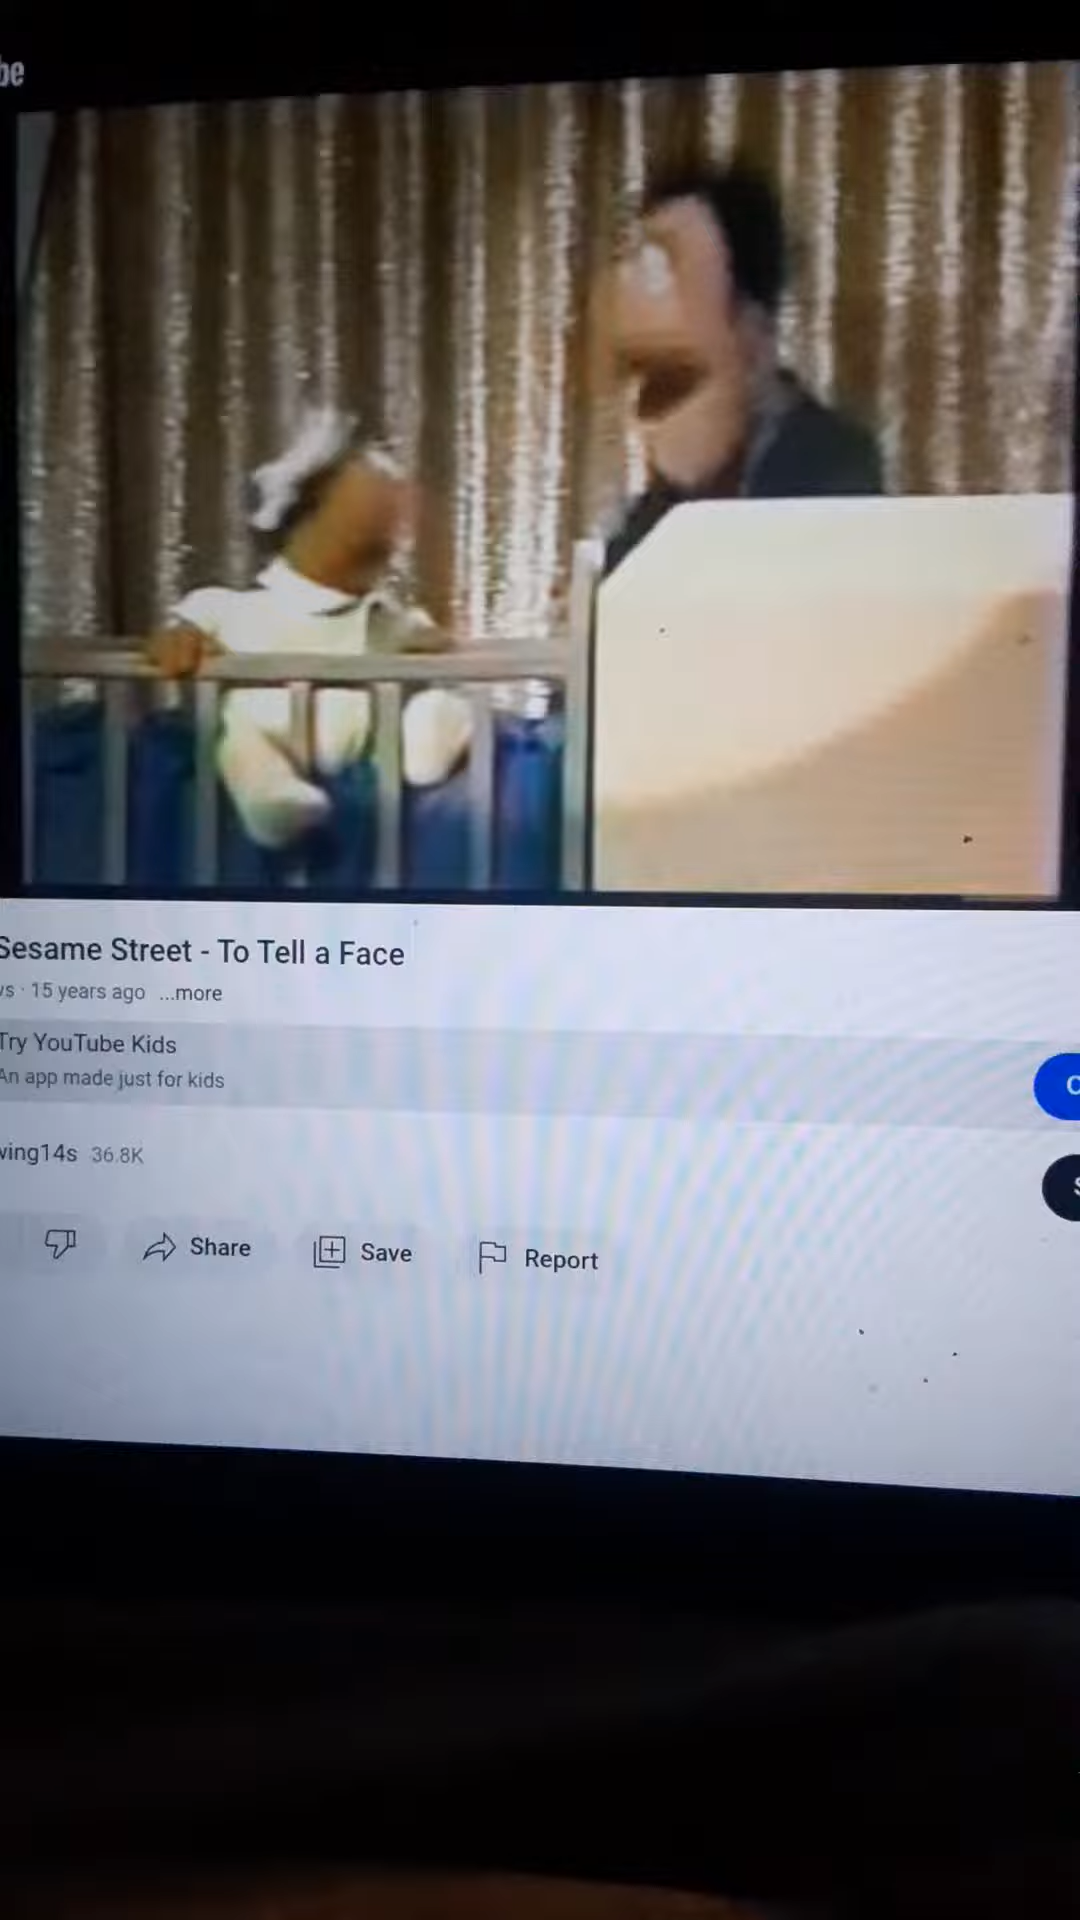 be
Sesame Street - To Tell a Face
vs · 15 years ago ...more
Try YouTube Kids
An app made just for kids
wing14s 36.8K
Share
Save
Report